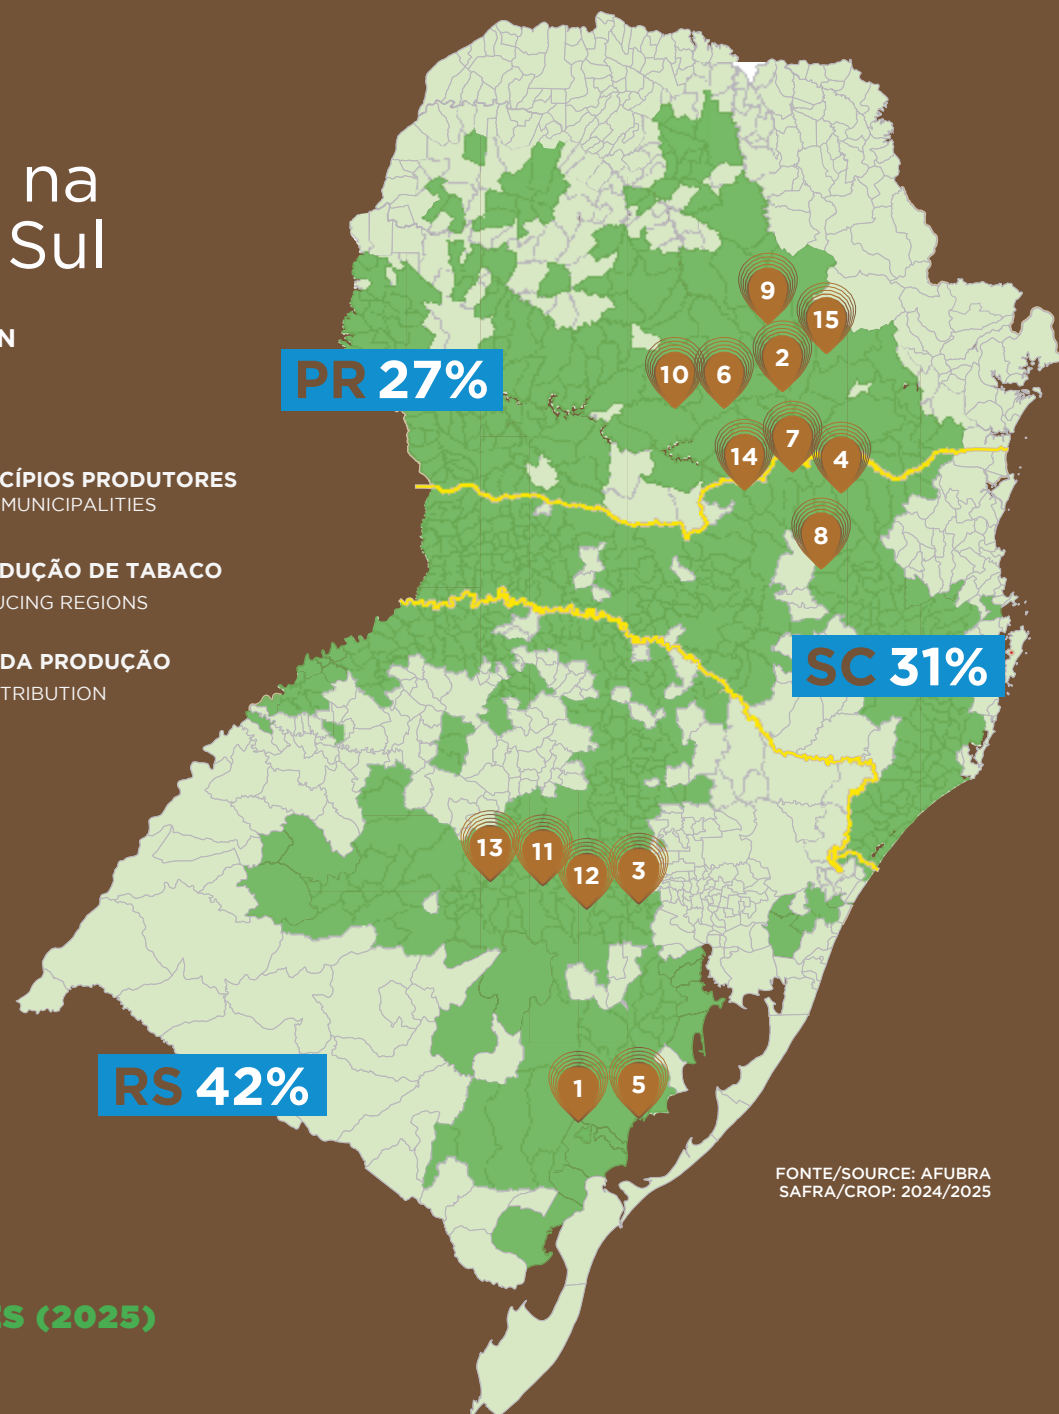 na
Sul
N
CÍPIOS PRODUTORES
MUNICIPALITIES
DUÇÃO DE TABACO
UCING REGIONS
DA PRODUÇÃO
TRIBUTION
PR 27%
9
15
2
10
6
7
14
4
8
SC 31%
13
11
12
3
RS 42%
1
5
FONTE/SOURCE: AFUBRA
SAFRA/CROP: 2024/2025
ES (2025)